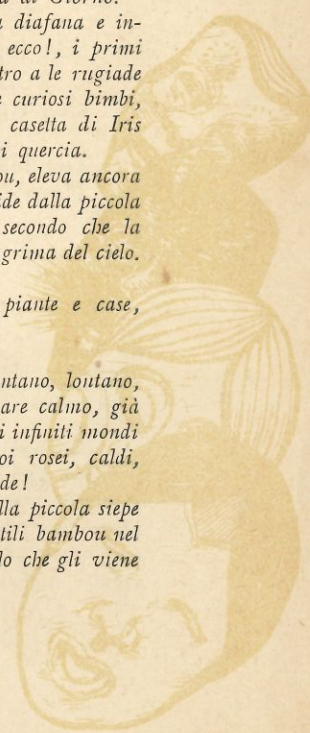 a di Giorno.
a diafana e in-
ecco!, i primi
tro a le rugiade
e curiosi bimbi,
casetta di Iris
i quercia.
ou, eleva ancora
ide dalla piccola
secondo che la
grima del cielo.
piante e case,
ntano, lontano,
are calmo, già
i infiniti mondi
oi rosei, caldi,
de!
lla piccola siepe
tili bambou nel
lo che gli viene